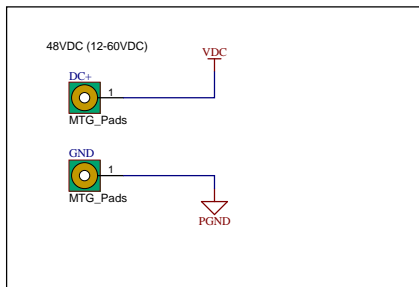 48VDC (12-60VDC)
VDC
DC+
1
MTG_Pads
GND
1
MTG_Pads
PGND